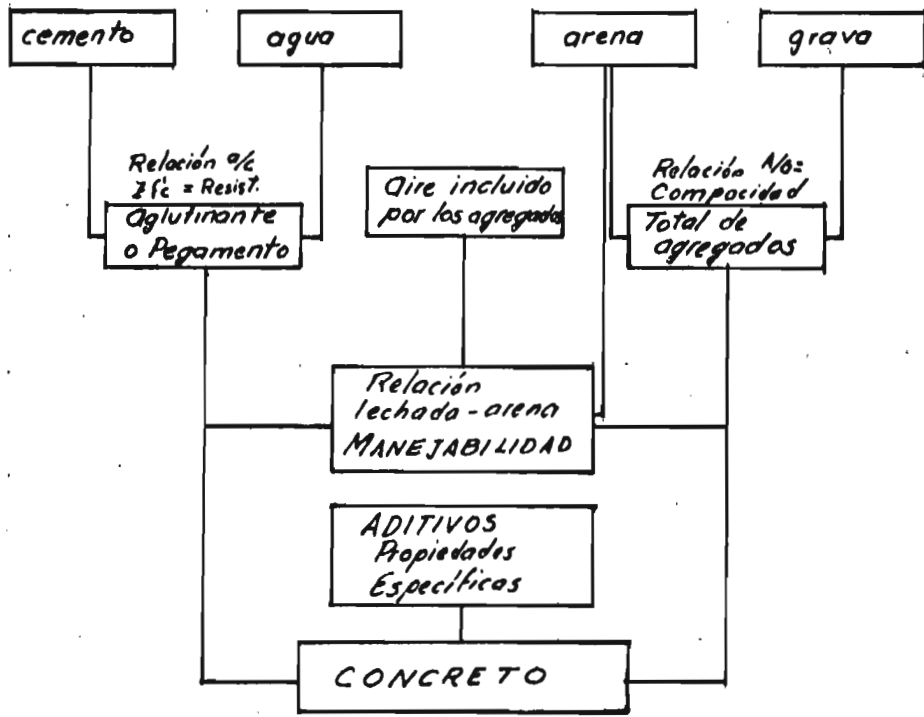 cemento
agua
arena
grava
Relación a/c
= Resist.
Aglutinante
o Pegamento
Aire incluido
por los agregados
Relación
Compacidad
Total de
agregados
Relación
lechada - arena
MANEJABILIDAD
ADITIVOS
Propiedades
Específicas
CONCRETO